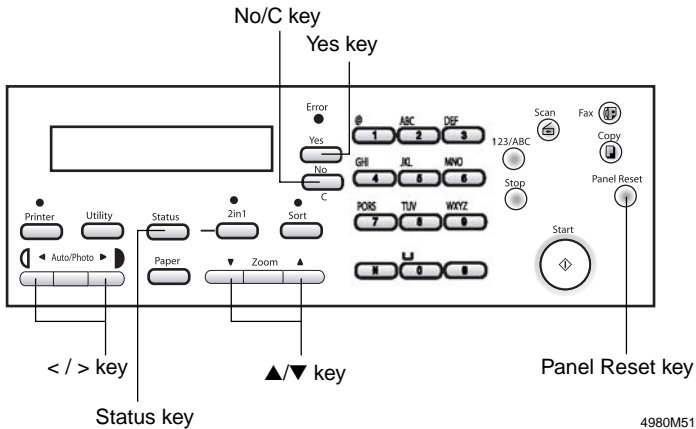 No/C key
Yes key
Error
Yes
No
C
@ ABC DEF
1 2 3
GHI JKL MNO
4 5 6
PQRS TUV WXYZ
7 8 9
0
123/ABC
Stop
Scan
Fax
Copy
Panel Reset
Start
Printer Utility Status 2in1 Sort
◄ Auto/Photo ►
Paper
▼ Zoom ▲
< / > key
▲/▼ key
Panel Reset key
Status key
4980M51